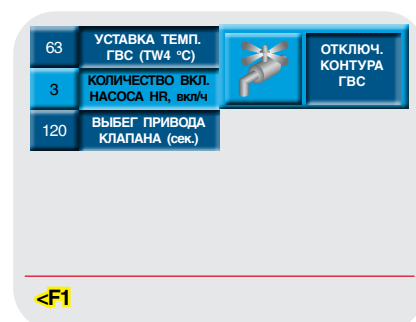 63
УСТАВКА ТЕМП.
ГВС (TW4 °C)
ОТКЛЮЧ.
КОНТУРА
ГВС
3
КОЛИЧЕСТВО ВКЛ.
НАСОСА HR, вкл/ч
120
ВЫБЕГ ПРИВОДА
КЛАПАНА (сек.)
<F1